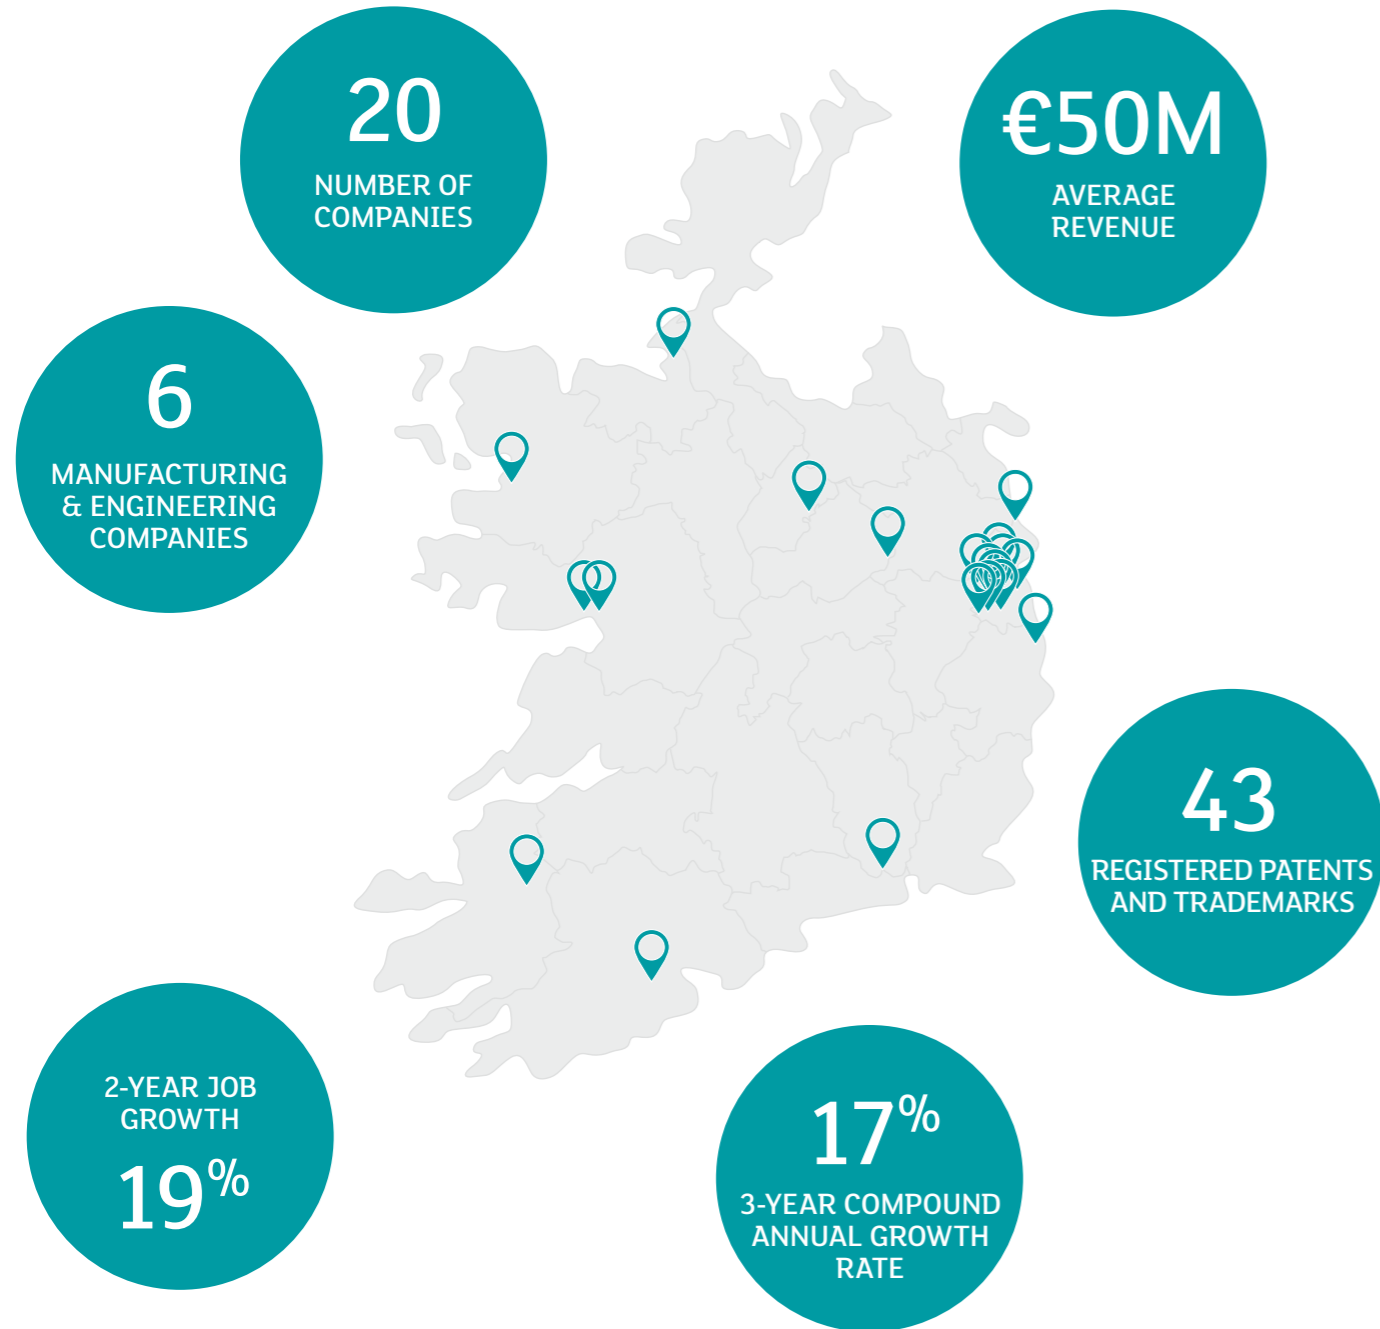 20
NUMBER OF
COMPANIES
€50M
AVERAGE
REVENUE
6
MANUFACTURING
& ENGINEERING
COMPANIES
43
REGISTERED PATENTS
AND TRADEMARKS
2-YEAR JOB
GROWTH
19%
17%
3-YEAR COMPOUND
ANNUAL GROWTH
RATE